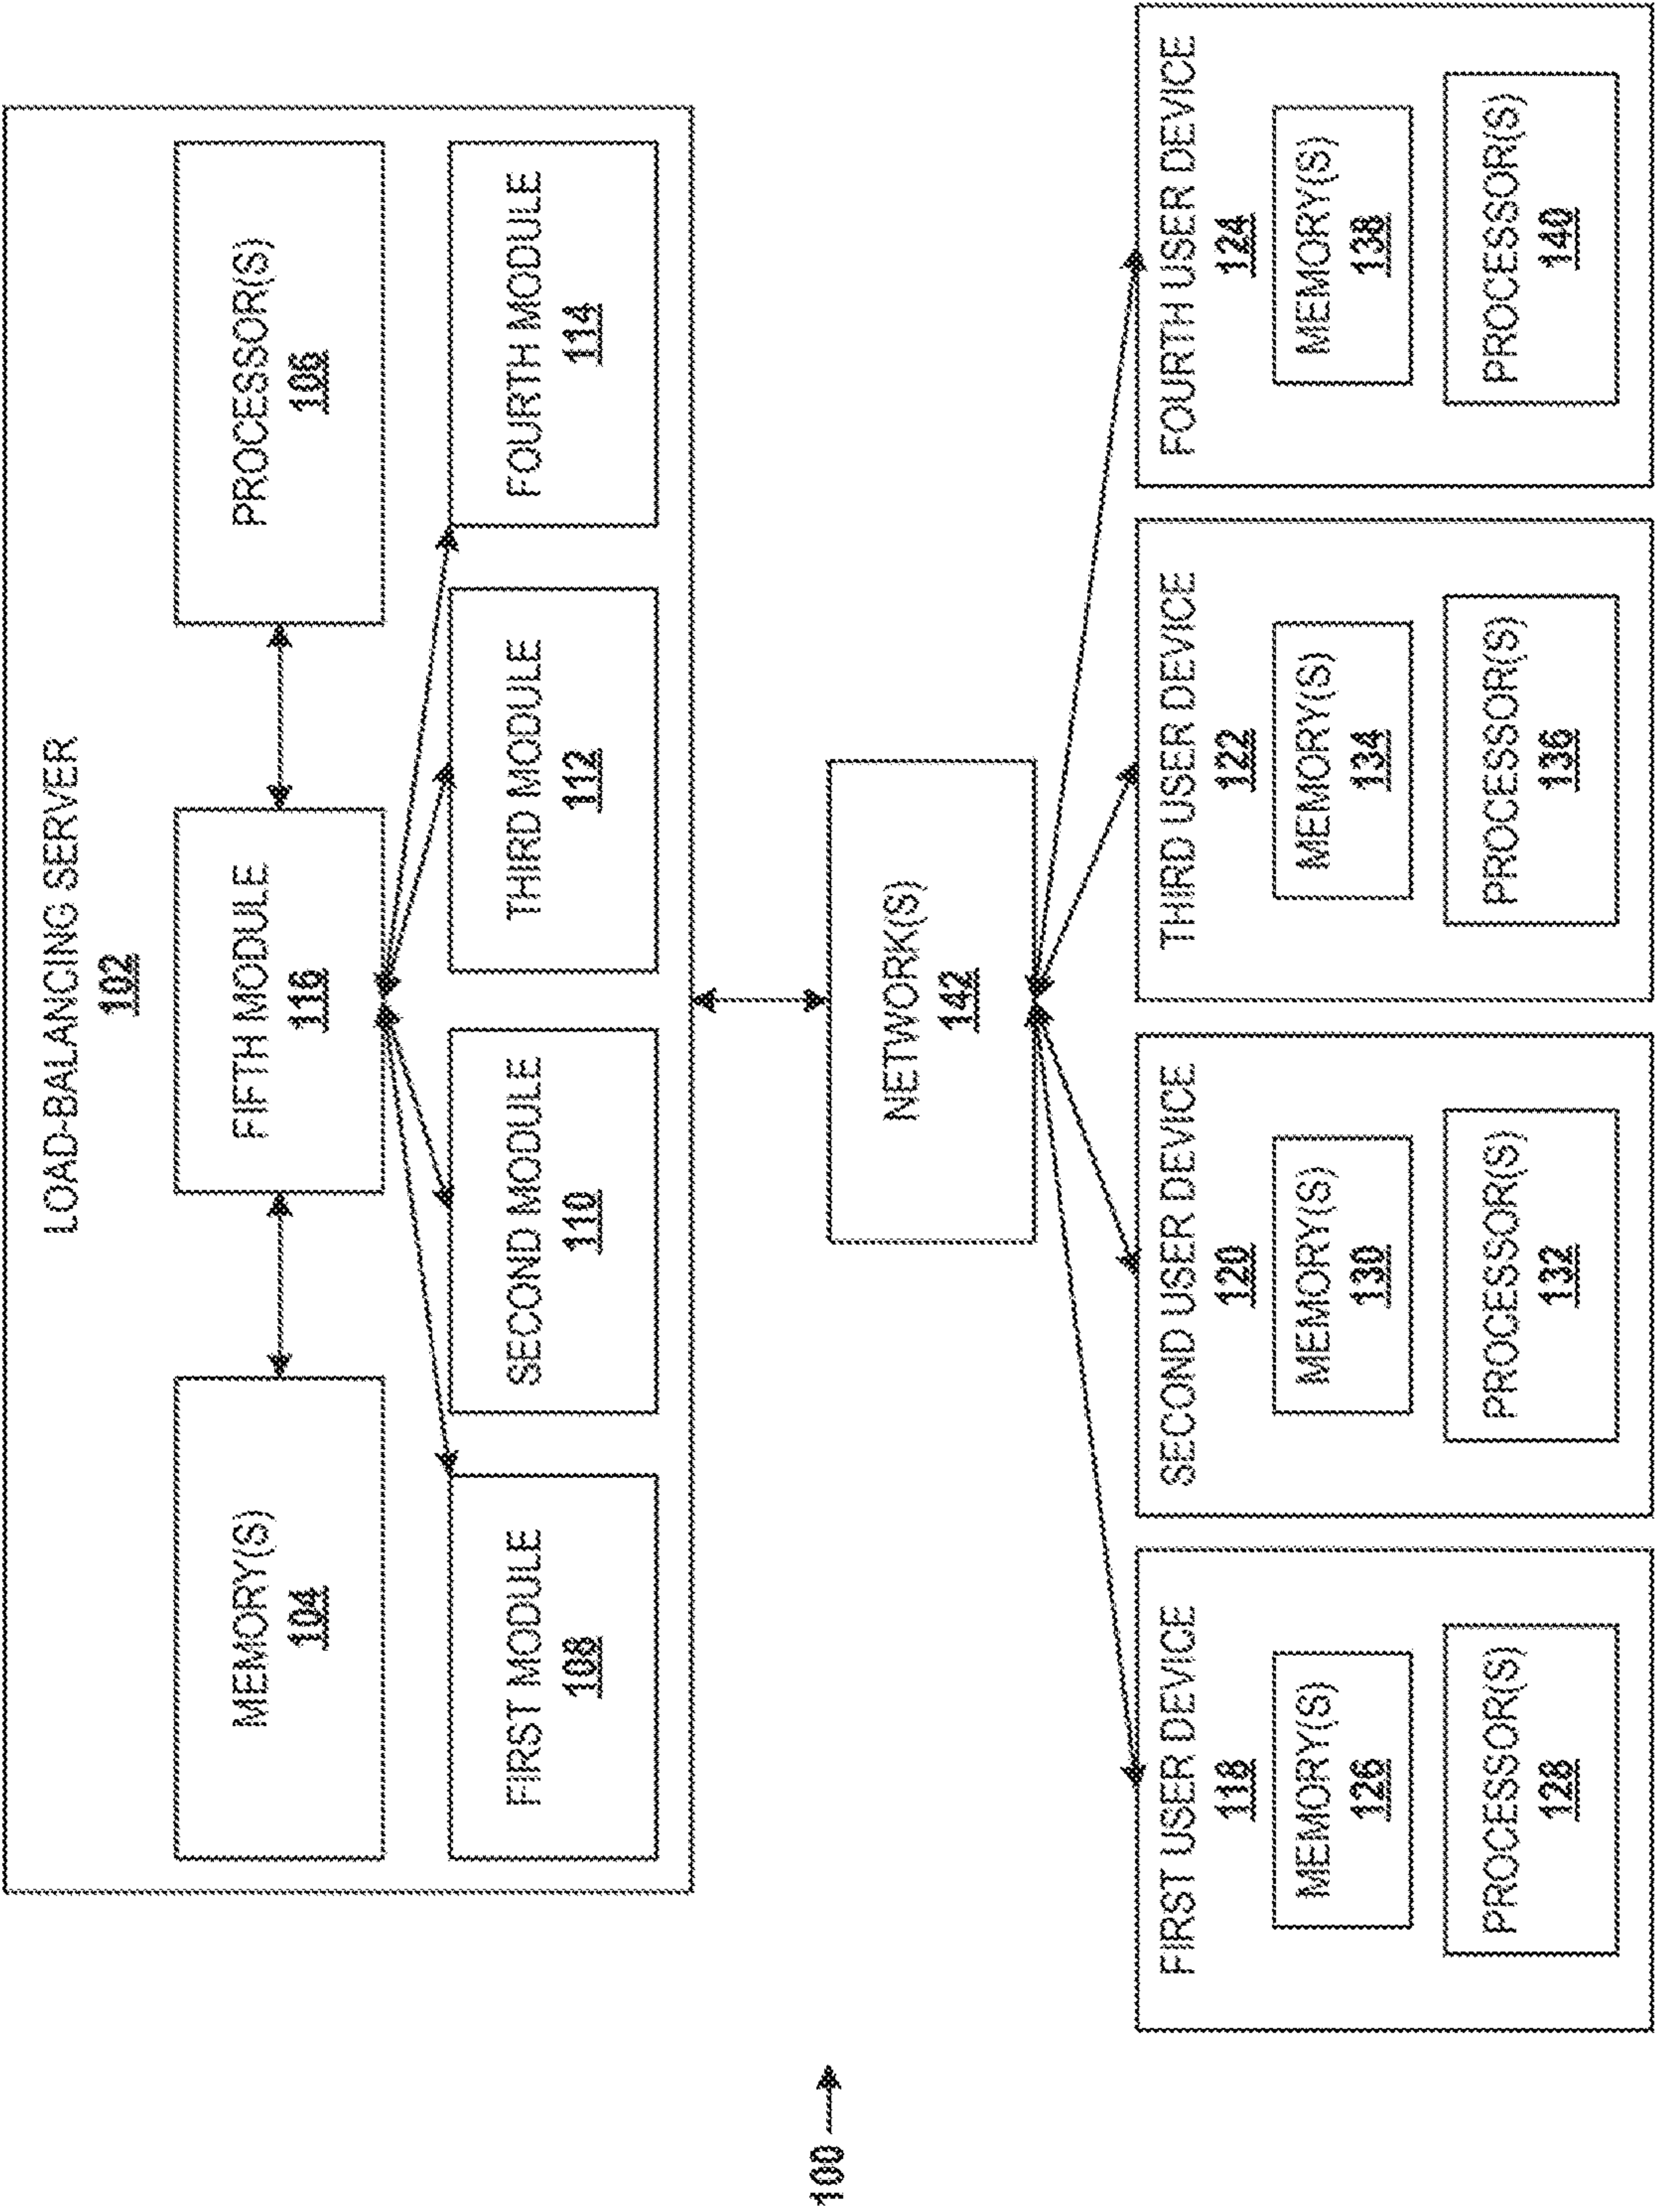 100
LOAD-BALANCING SERVER
102
MEMORY(S)
104
FIFTH MODULE
116
PROCESSOR(S)
106
FIRST MODULE
108
SECOND MODULE
110
THIRD MODULE
112
FOURTH MODULE
114
NETWORK(S)
142
FIRST USER DEVICE
118
MEMORY(S)
126
PROCESSOR(S)
128
SECOND USER DEVICE
120
MEMORY(S)
130
PROCESSOR(S)
132
THIRD USER DEVICE
122
MEMORY(S)
134
PROCESSOR(S)
136
FOURTH USER DEVICE
124
MEMORY(S)
138
PROCESSOR(S)
140